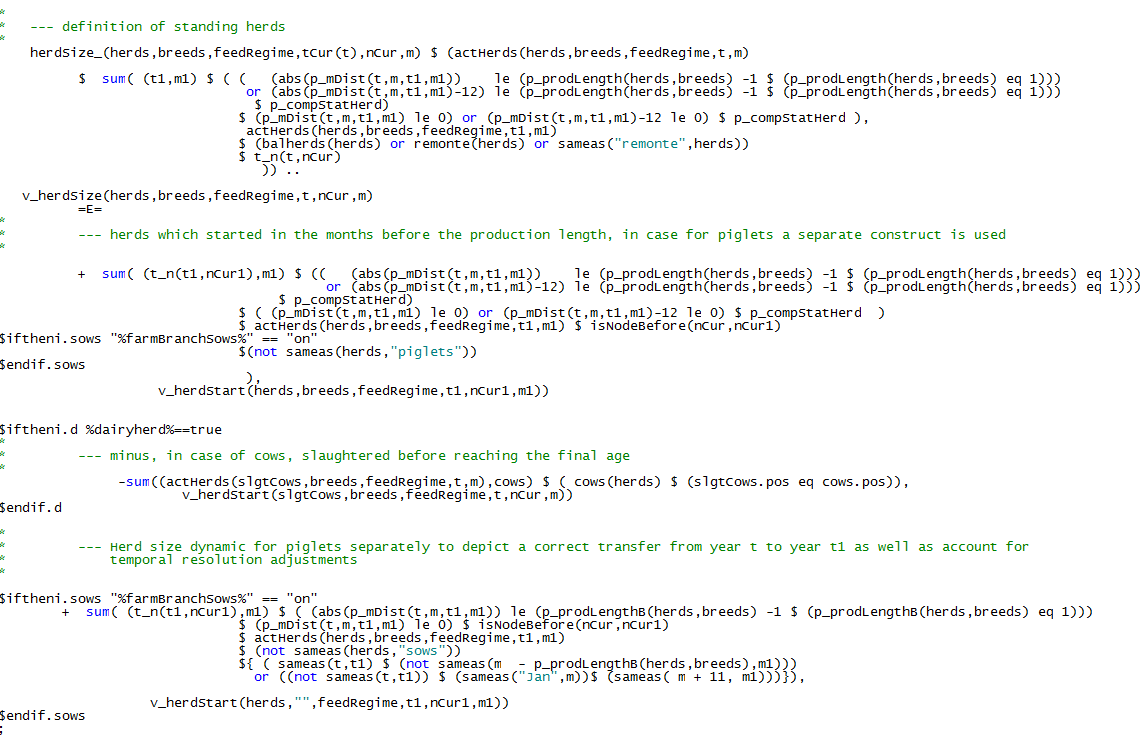 *
*   --- definition of standing herds
*
    herdSize_(herds,breeds,feedRegime,tCur(t),nCur,m) $ (actHerds(herds,breeds,feedRegime,t,m)

          $  sum( (t1,m1) $ ( (   (abs(p_mDist(t,m,t1,m1))    le (p_prodLength(herds,breeds) -1 $ (p_prodLength(herds,breeds) eq 1)))
                               or (abs(p_mDist(t,m,t1,m1)-12) le (p_prodLength(herds,breeds) -1 $ (p_prodLength(herds,breeds) eq 1)))
                                $ p_compStatHerd)
                              $ (p_mDist(t,m,t1,m1) le 0) or (p_mDist(t,m,t1,m1)-12 le 0) $ p_compStatHerd ),
                               actHerds(herds,breeds,feedRegime,t1,m1)
                              $ (balherds(herds) or remonte(herds) or sameas("remonte",herds))
                              $ t_n(t,nCur)
                                 )) ..

   v_herdSize(herds,breeds,feedRegime,t,nCur,m)
          =E=
*
*         --- herds which started in the months before the production length, in case for piglets a separate construct is used
*

          +  sum( (t_n(t1,nCur1),m1) $ ((   (abs(p_mDist(t,m,t1,m1))    le (p_prodLength(herds,breeds) -1 $ (p_prodLength(herds,breeds) eq 1)))
                                         or (abs(p_mDist(t,m,t1,m1)-12) le (p_prodLength(herds,breeds) -1 $ (p_prodLength(herds,breeds) eq 1)))
                                   $ p_compStatHerd)
                              $ ( (p_mDist(t,m,t1,m1) le 0) or (p_mDist(t,m,t1,m1)-12 le 0) $ p_compStatHerd  )
                              $ actHerds(herds,breeds,feedRegime,t1,m1) $ isNodeBefore(nCur,nCur1)
$iftheni.sows "%farmBranchSows%" == "on"
                              $(not sameas(herds,"piglets"))
$endif.sows
                               ),
                    v_herdStart(herds,breeds,feedRegime,t1,nCur1,m1))

$iftheni.d %dairyherd%==true
*
*         --- minus, in case of cows, slaughtered before reaching the final age
*
               -sum((actHerds(slgtCows,breeds,feedRegime,t,m),cows) $ ( cows(herds) $ (slgtCows.pos eq cows.pos)),
                       v_herdStart(slgtCows,breeds,feedRegime,t,nCur,m))
$endif.d

*
*         --- Herd size dynamic for piglets separately to depict a correct transfer from year t to year t1 as well as account for
*             temporal resolution adjustments
*

$iftheni.sows "%farmBranchSows%" == "on"
        +  sum( (t_n(t1,nCur1),m1) $ ( (abs(p_mDist(t,m,t1,m1)) le (p_prodLengthB(herds,breeds) -1 $ (p_prodLengthB(herds,breeds) eq 1)))
                              $ (p_mDist(t,m,t1,m1) le 0) $ isNodeBefore(nCur,nCur1)
                              $ actHerds(herds,breeds,feedRegime,t1,m1)
                              $ (not sameas(herds,"sows"))
                              ${ ( sameas(t,t1) $ (not sameas(m  - p_prodLengthB(herds,breeds),m1)))
                                or ((not sameas(t,t1)) $ (sameas("Jan",m))$ (sameas( m + 11, m1)))}),

                   v_herdStart(herds,"",feedRegime,t1,nCur1,m1))
$endif.sows
;